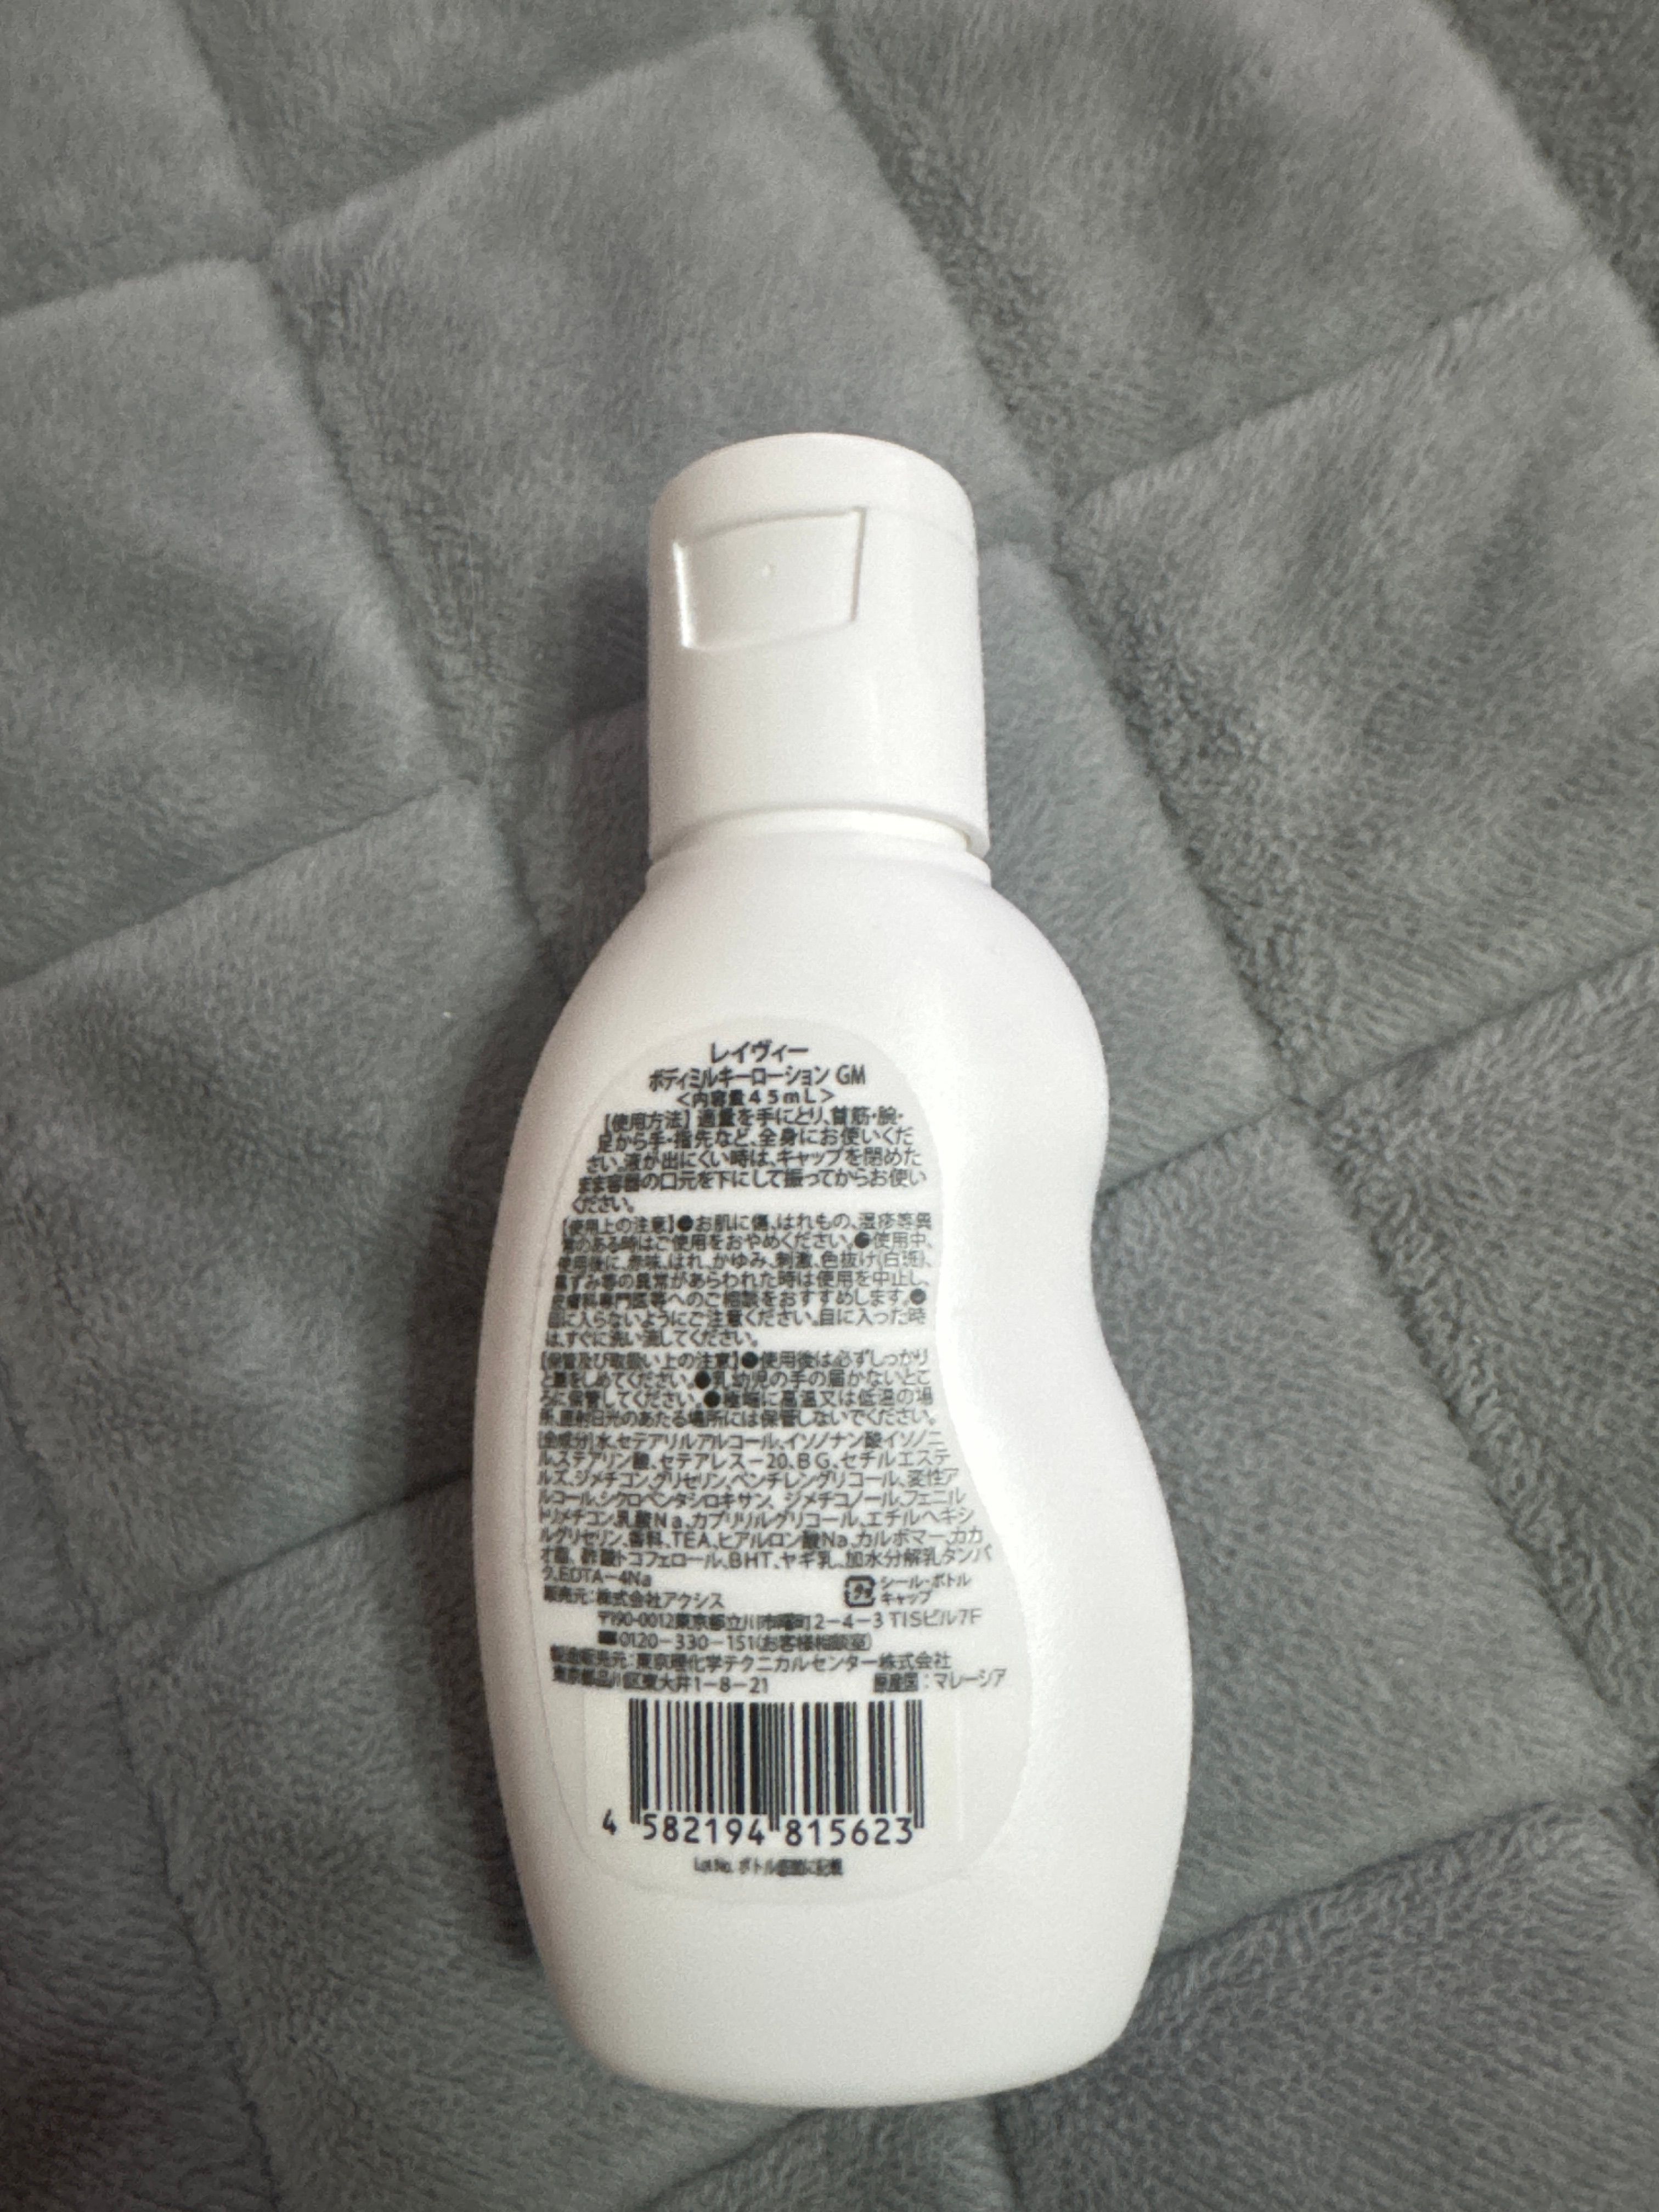 レイヴィー
ボディミルキーローション GM
<内容量45mL>
【使用方法】適量を手にとり、首筋・腕・
足から手・指先など、全身にお使いくだ
さい。液が出にくい時は、キャップを閉めた
まま容器の口元を下にして振ってからお使い
ください。
【使用上の注意】●お肌に傷、はれもの、湿疹等異
常のある時はご使用をおやめください。●使用中、
使用後に、赤味、はれ、かゆみ、刺激、色抜け(白斑)、
黒ずみ等の異常があらわれた時は使用を中止し、
皮膚科専門医等へのご相談をおすすめします。●
目に入らないようにご注意ください。目に入った時
は、すぐに洗い流してください。
【保管及び取扱い上の注意】●使用後は必ずしっかり
と蓋をしめてください。●乳幼児の手の届かないとこ
ろに保管してください。●極端に高温又は低温の場
所、直射日光のあたる場所には保管しないでください。
[全成分]水、セテアリルアルコール、イソノナン酸イソノニ
ル、ステアリン酸、セテアレス-20、BG、セチルエステ
ルズ、ジメチコン、グリセリン、ペンチレングリコール、変性ア
ルコール、シクロペンタシロキサン、ジメチコノール、フェニル
トリメチコン、乳酸Na、カプリリルグリコール、エチルヘキシ
ルグリセリン、香料、TEA、ヒアルロン酸Na、カルボマー、カカ
オ脂、酢酸トコフェロール、BHT、ヤギ乳、加水分解乳タンパ
ク、EDTA-4Na
シール・ボトル
キャップ
販売元:株式会社アクシス
〒190-0012東京都立川市曙町2-4-3 TISビル7F
0120-330-151(お客様相談室)
製造販売元:東京理化学テクニカルセンター株式会社
東京都品川区東大井1-8-21 原産国:マレーシア
4 582194 815623
Lot No. ボトル底面に記載